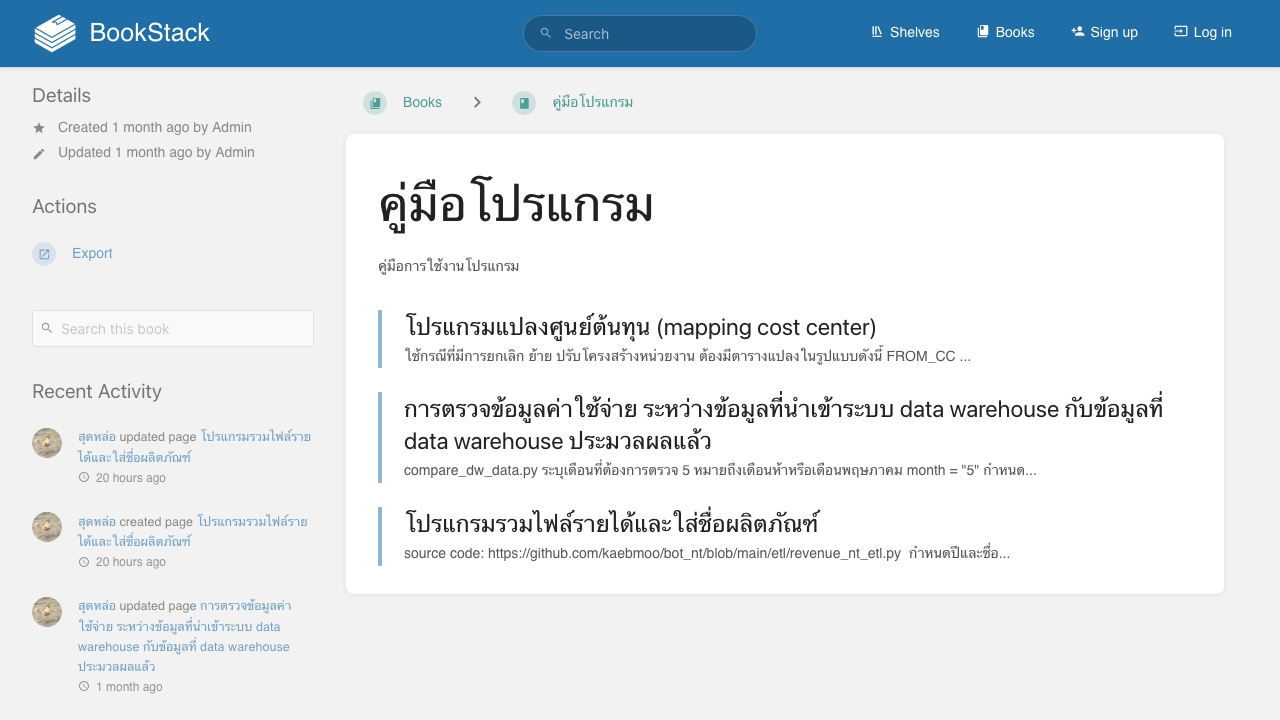 BookStack
Search
Shelves
Books
Sign up
Log in
Details
Created 1 month ago by Admin
Updated 1 month ago by Admin
Actions
Export
Search this book
Recent Activity
สุดหล่อ updated page โปรแกรมรวมไฟล์ราย
ได้และใส่ชื่อผลิตภัณฑ์
20 hours ago
สุดหล่อ created page โปรแกรมรวมไฟล์ราย
ได้และใส่ชื่อผลิตภัณฑ์
20 hours ago
สุดหล่อ updated page การตรวจข้อมูลค่า
ใช้จ่าย ระหว่างข้อมูลที่นำเข้าระบบ data
warehouse กับข้อมูลที่ data warehouse
ประมวลผลแล้ว
1 month ago
Books
คู่มือโปรแกรม
คู่มือโปรแกรม
คู่มือการใช้งานโปรแกรม
โปรแกรมแปลงศูนย์ต้นทุน (mapping cost center)
ใช้กรณีที่มีการยกเลิก ย้าย ปรับโครงสร้างหน่วยงาน ต้องมีตารางแปลงในรูปแบบดังนี้ FROM_CC ...
การตรวจข้อมูลค่าใช้จ่าย ระหว่างข้อมูลที่นำเข้าระบบ data warehouse กับข้อมูลที่
data warehouse ประมวลผลแล้ว
compare_dw_data.py ระบุเดือนที่ต้องการตรวจ 5 หมายถึงเดือนห้าหรือเดือนพฤษภาคม month = "5" กำหนด...
โปรแกรมรวมไฟล์รายได้และใส่ชื่อผลิตภัณฑ์
source code: https://github.com/kaebmoo/bot_nt/blob/main/etl/revenue_nt_etl.py กำหนดปีและชื่อ...